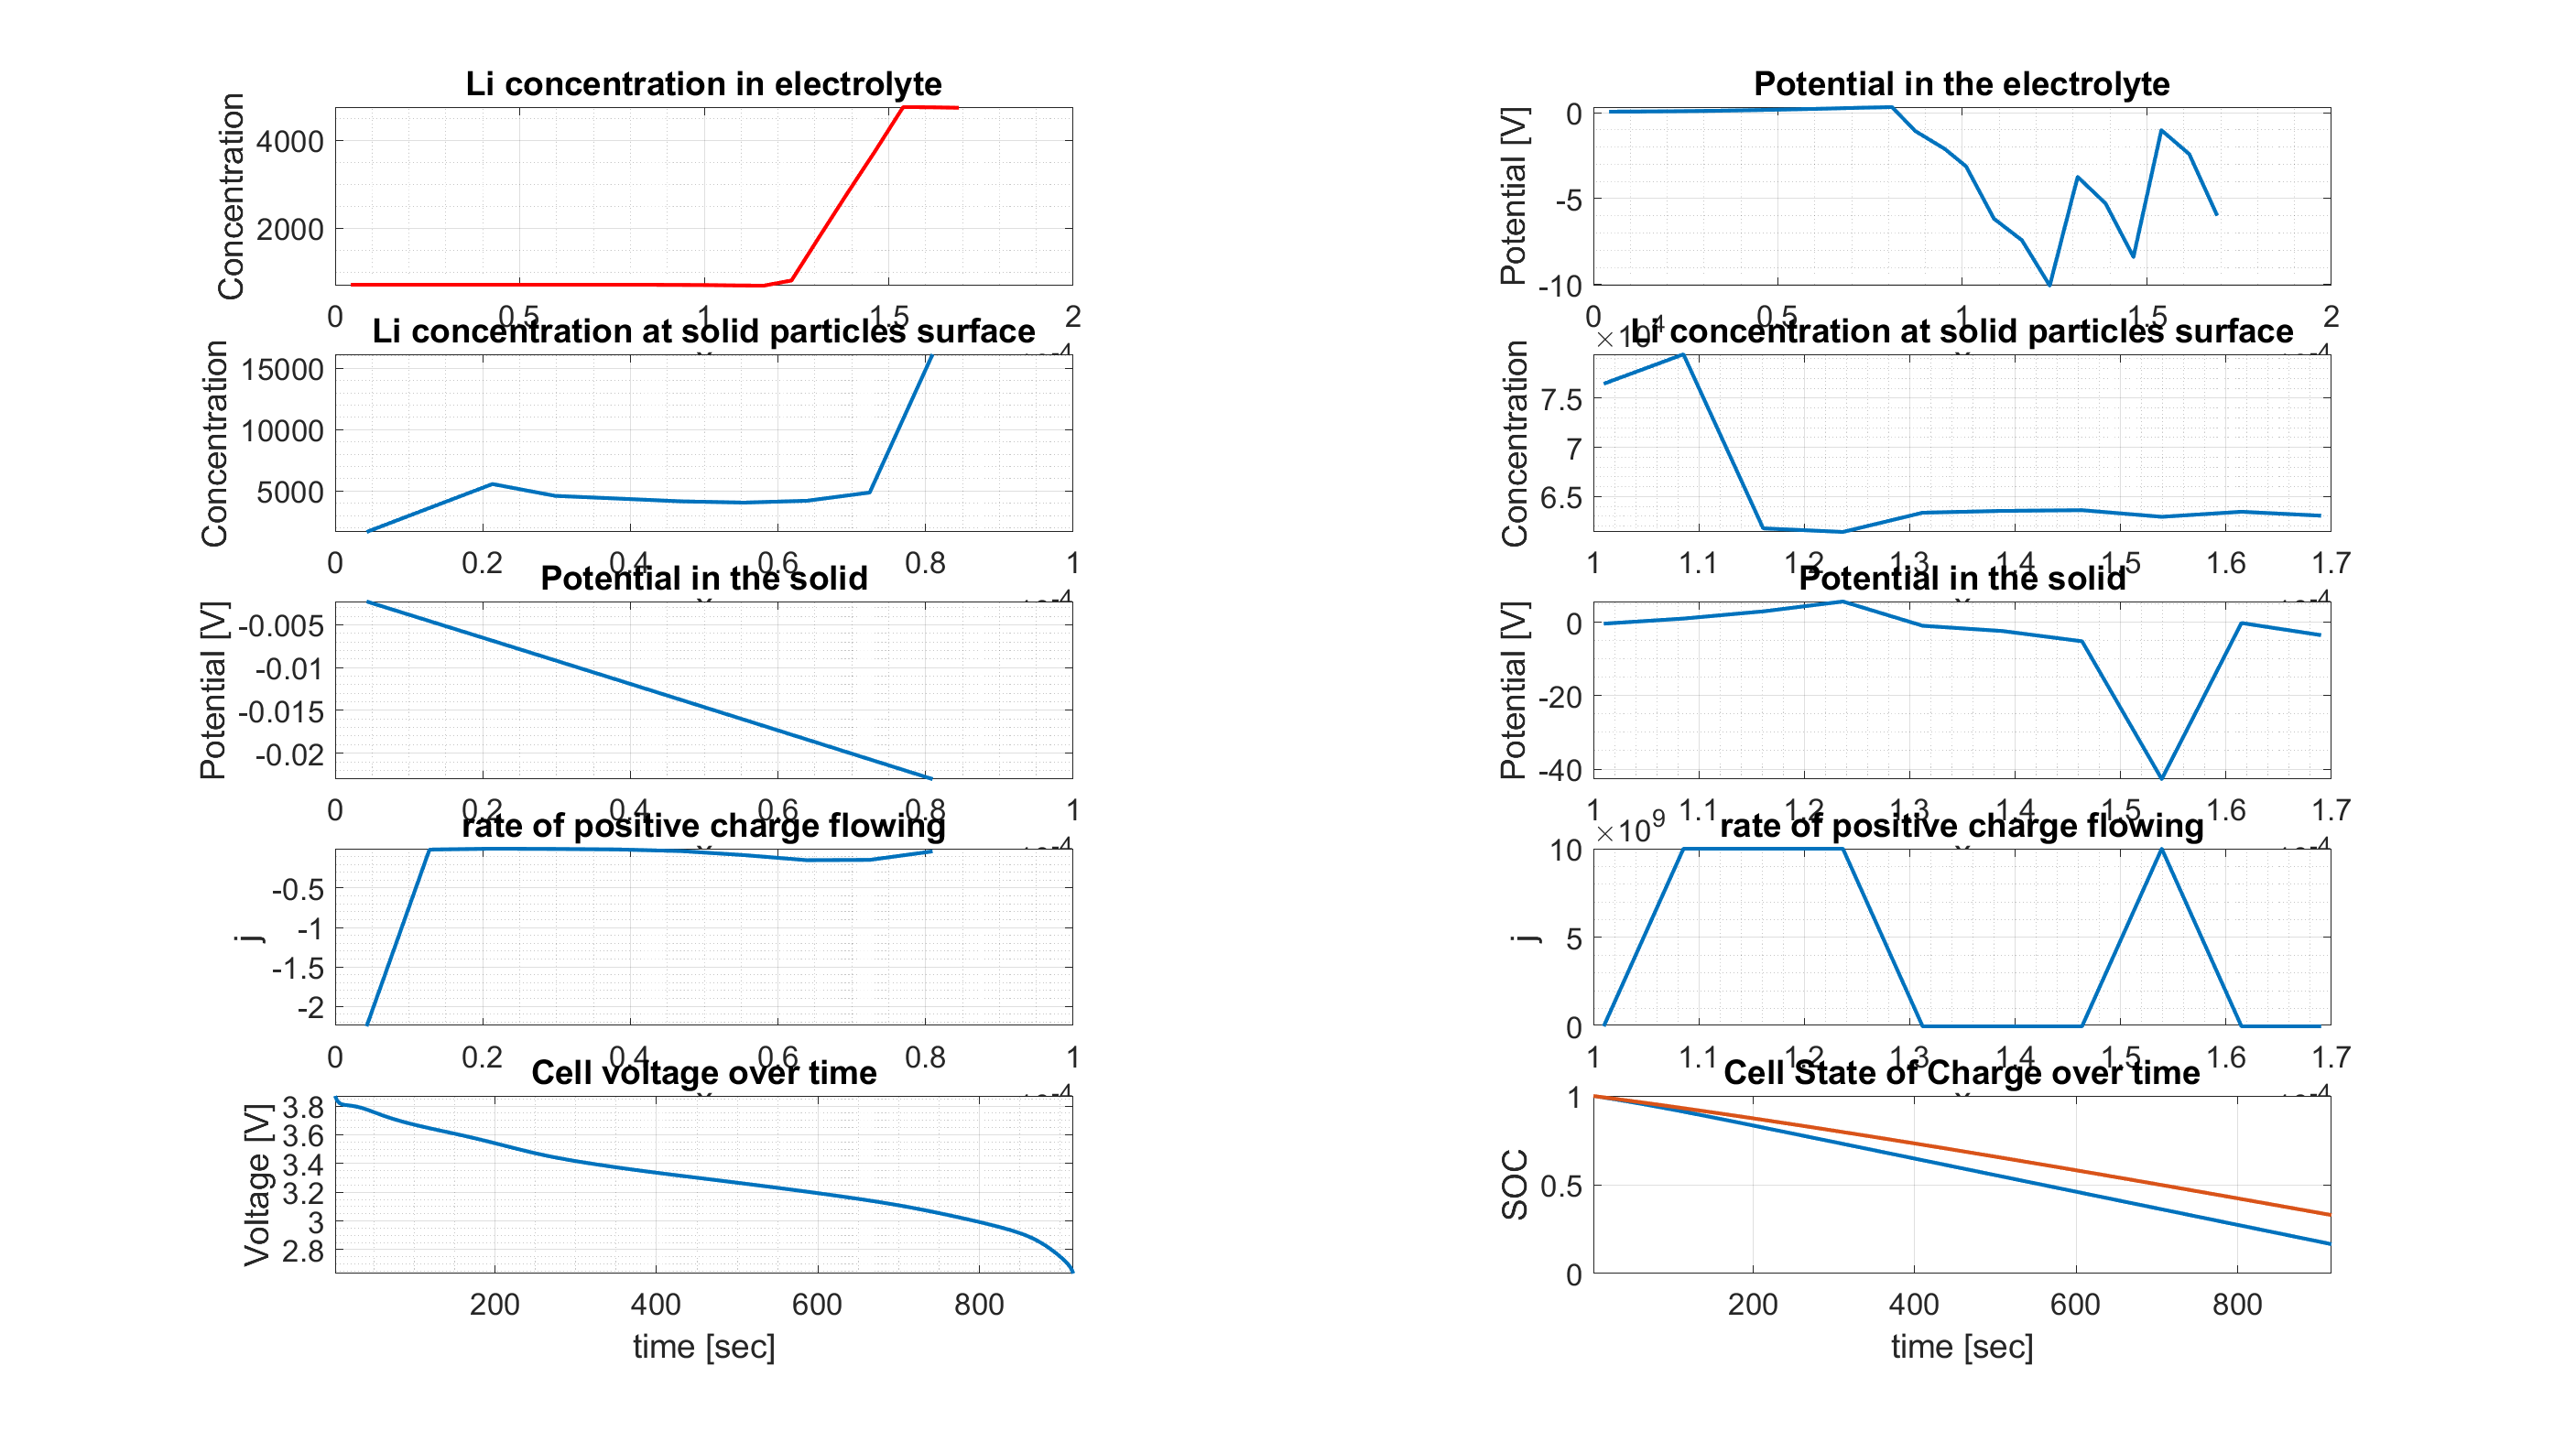 Li concentration in electrolyte
Concentration
4000
2000
0 0.5 1 1.5 2
Potential in the electrolyte
Potential [V]
0
-5
-10
0 0.5 1 1.5 2
Li concentration at solid particles surface
Concentration
15000
10000
5000
0 0.2 0.4 0.6 0.8 1
×10⁴
Li concentration at solid particles surface
Concentration
7.5
7
6.5
1 1.1 1.2 1.3 1.4 1.5 1.6 1.7
Potential in the solid
Potential [V]
-0.005
-0.01
-0.015
-0.02
0 0.2 0.4 0.6 0.8 1
Potential in the solid
Potential [V]
0
-20
-40
1 1.1 1.2 1.3 1.4 1.5 1.6 1.7
rate of positive charge flowing
j
-0.5
-1
-1.5
-2
0 0.2 0.4 0.6 0.8 1
×10⁹
rate of positive charge flowing
j
10
5
0
1 1.1 1.2 1.3 1.4 1.5 1.6 1.7
Cell voltage over time
Voltage [V]
3.8
3.6
3.4
3.2
3
2.8
200 400 600 800
time [sec]
Cell State of Charge over time
SOC
1
0.5
0
200 400 600 800
time [sec]